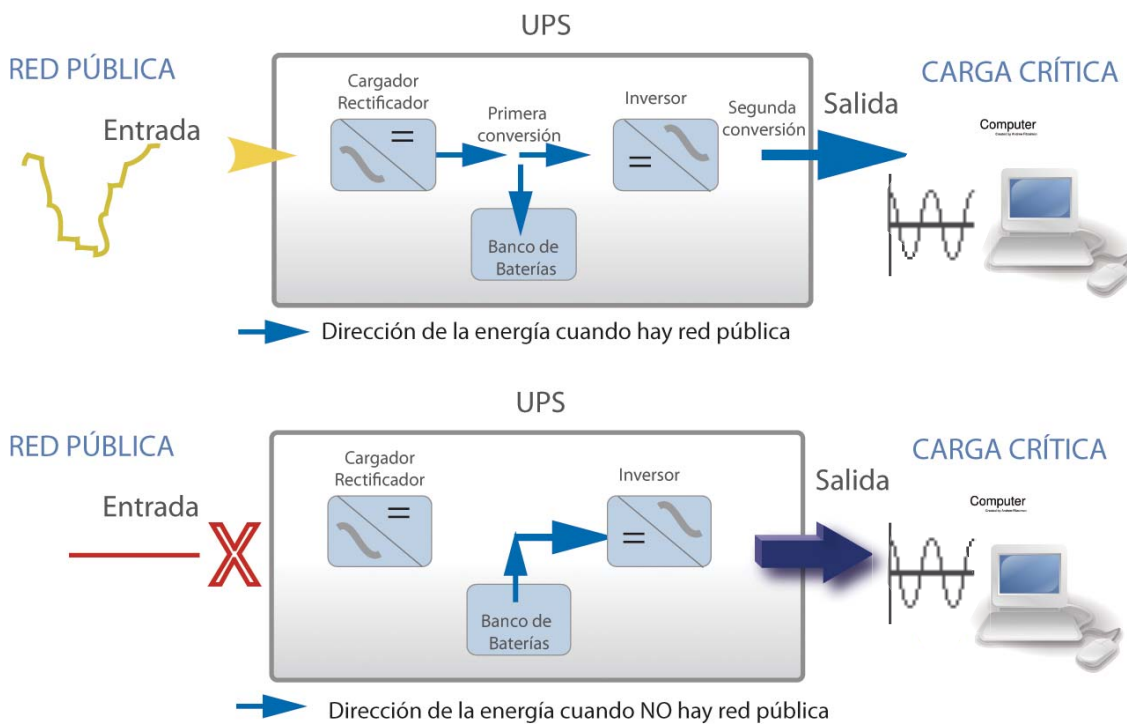 UPS
RED PÚBLICA
CARGA CRÍTICA
Entrada
Cargador
Rectificador
Primera
conversión
Inversor
Segunda
conversión
Salida
Computer
Banco de
Baterías
Dirección de la energía cuando hay red pública
UPS
RED PÚBLICA
CARGA CRÍTICA
Entrada
Cargador
Rectificador
Inversor
Salida
Computer
Banco de
Baterías
Dirección de la energía cuando NO hay red pública